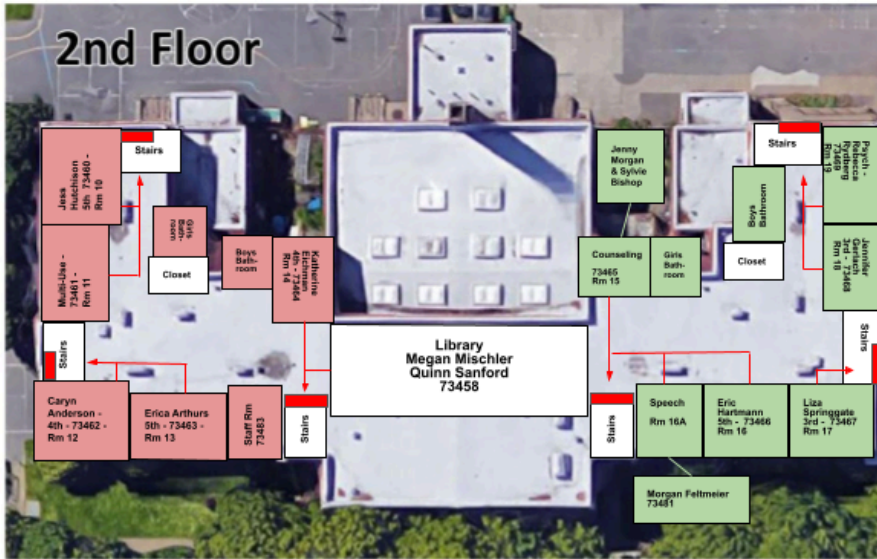 2nd Floor
Jess
Hutchison
5th 73460 -
Rm 10
Stairs
Girls
Bath-
room
Multi-Use -
73461 -
Rm 11
Closet
Boys
Bath-
room
Katherine
Eichman
4th - 73464
Rm 14
Jenny
Morgan
& Sylvie
Bishop
Stairs
Psych -
Rebecca
Rydberg
73469
Rm 19
Boys
Bathroom
Counseling
73465
Rm 15
Girls
Bath-
room
Closet
Jennifer
Gerlach
3rd - 73468
Rm 18
Stairs
Library
Megan Mischler
Quinn Sanford
73458
Stairs
Caryn
Anderson -
4th - 73462 -
Rm 12
Erica Arthurs
5th - 73463 -
Rm 13
Staff Rm
73483
Stairs
Stairs
Speech
Rm 16A
Eric
Hartmann
5th - 73466
Rm 16
Liza
Springgate
3rd - 73467
Rm 17
Morgan Feltmeier
73481